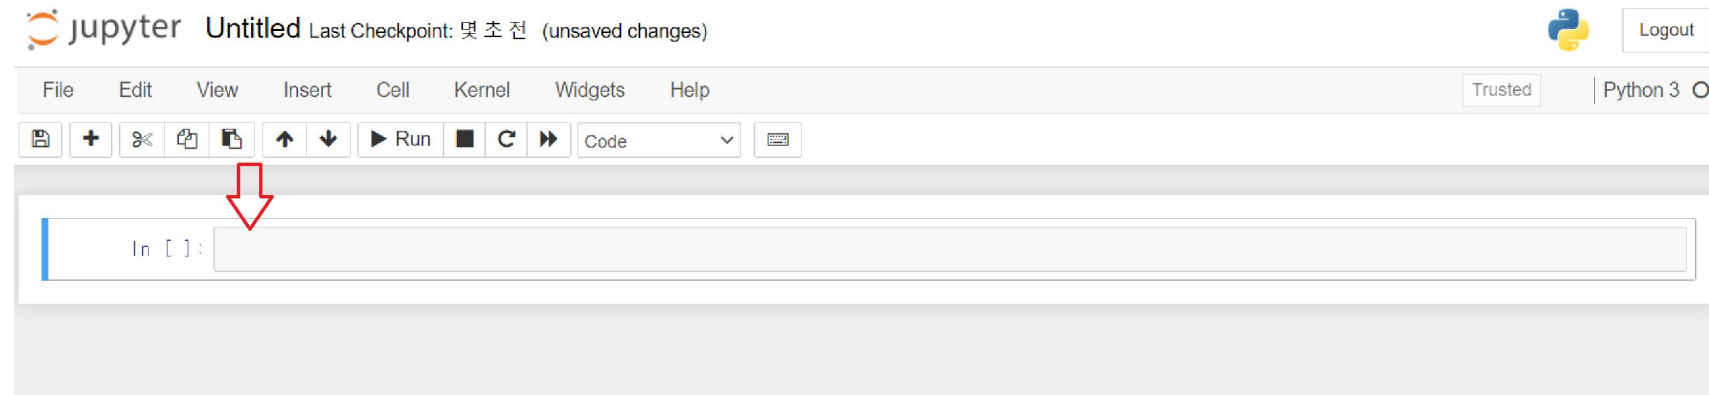 jupyter Untitled Last Checkpoint: 몇 초 전 (unsaved changes) Logout
File Edit View Insert Cell Kernel Widgets Help Trusted Python 3
Run Code
In [ ]: